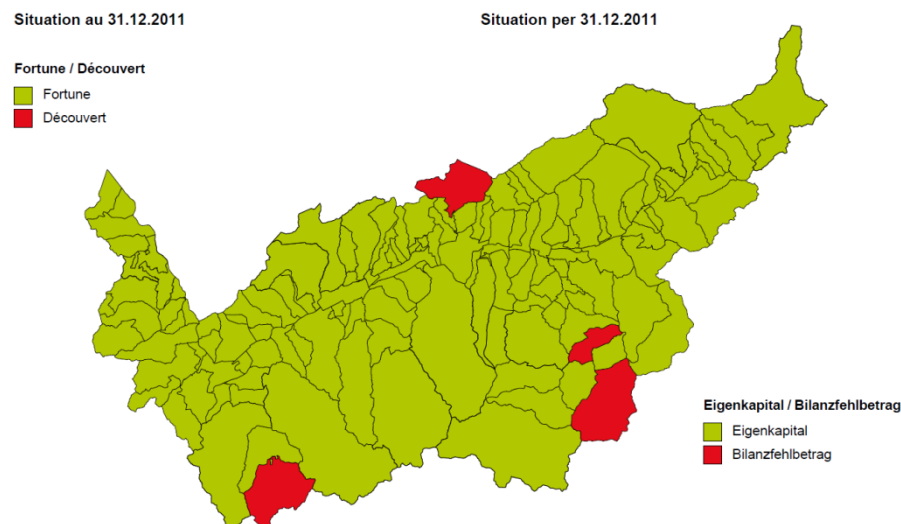 Situation au 31.12.2011
Situation per 31.12.2011
Fortune / Découvert
Fortune
Découvert
Eigenkapital / Bilanzfehlbetrag
Eigenkapital
Bilanzfehlbetrag